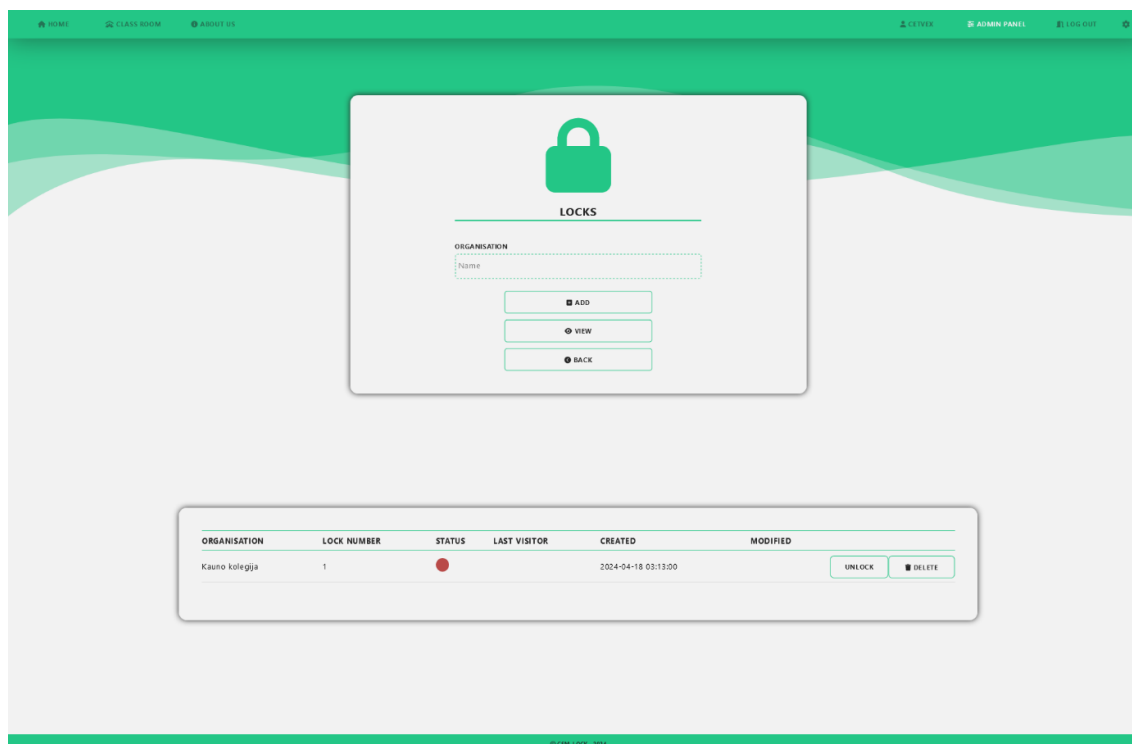 HOME CLASS ROOM ABOUT US CETVEX ADMIN PANEL LOG OUT
LOCKS
ORGANISATION
Name
ADD
VIEW
BACK
ORGANISATION LOCK NUMBER STATUS LAST VISITOR CREATED MODIFIED
Kauno kolegija 1 2024-04-18 03:13:00 UNLOCK DELETE